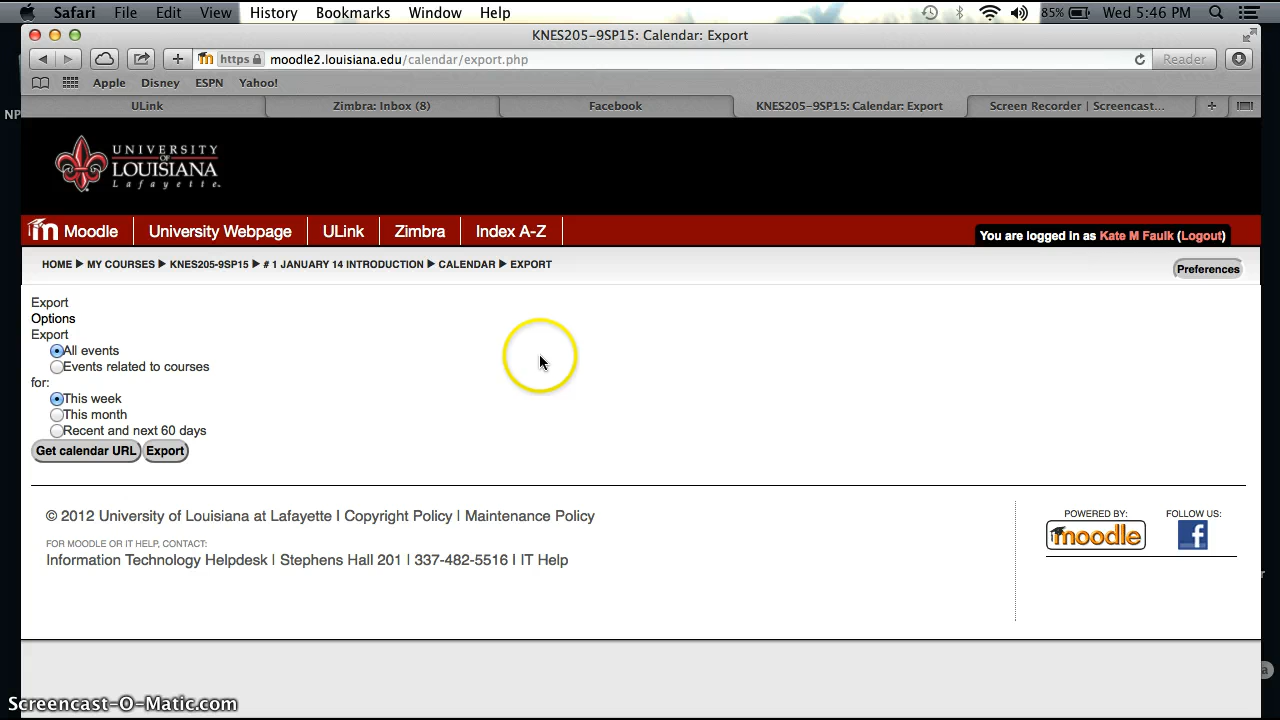 Safari File Edit View History Bookmarks Window Help 85% Wed 5:46 PM
KNES205-9SP15: Calendar: Export
https moodle2.louisiana.edu/calendar/export.php Reader
Apple Disney ESPN Yahoo!
ULink Zimbra: Inbox (8) Facebook KNES205-9SP15: Calendar: Export Screen Recorder | Screencast... +
NP
UNIVERSITY
OF
LOUISIANA
Lafayette
Moodle University Webpage ULink Zimbra Index A-Z
You are logged in as Kate M Faulk (Logout)
HOME ▶ MY COURSES ▶ KNES205-9SP15 ▶ # 1 JANUARY 14 INTRODUCTION ▶ CALENDAR ▶ EXPORT
Preferences
Export
Options
Export
All events
Events related to courses
for:
This week
This month
Recent and next 60 days
Get calendar URL Export
© 2012 University of Louisiana at Lafayette | Copyright Policy | Maintenance Policy
FOR MOODLE OR IT HELP, CONTACT:
Information Technology Helpdesk | Stephens Hall 201 | 337-482-5516 | IT Help
POWERED BY:
moodle
FOLLOW US:
f
Screencast-O-Matic.com